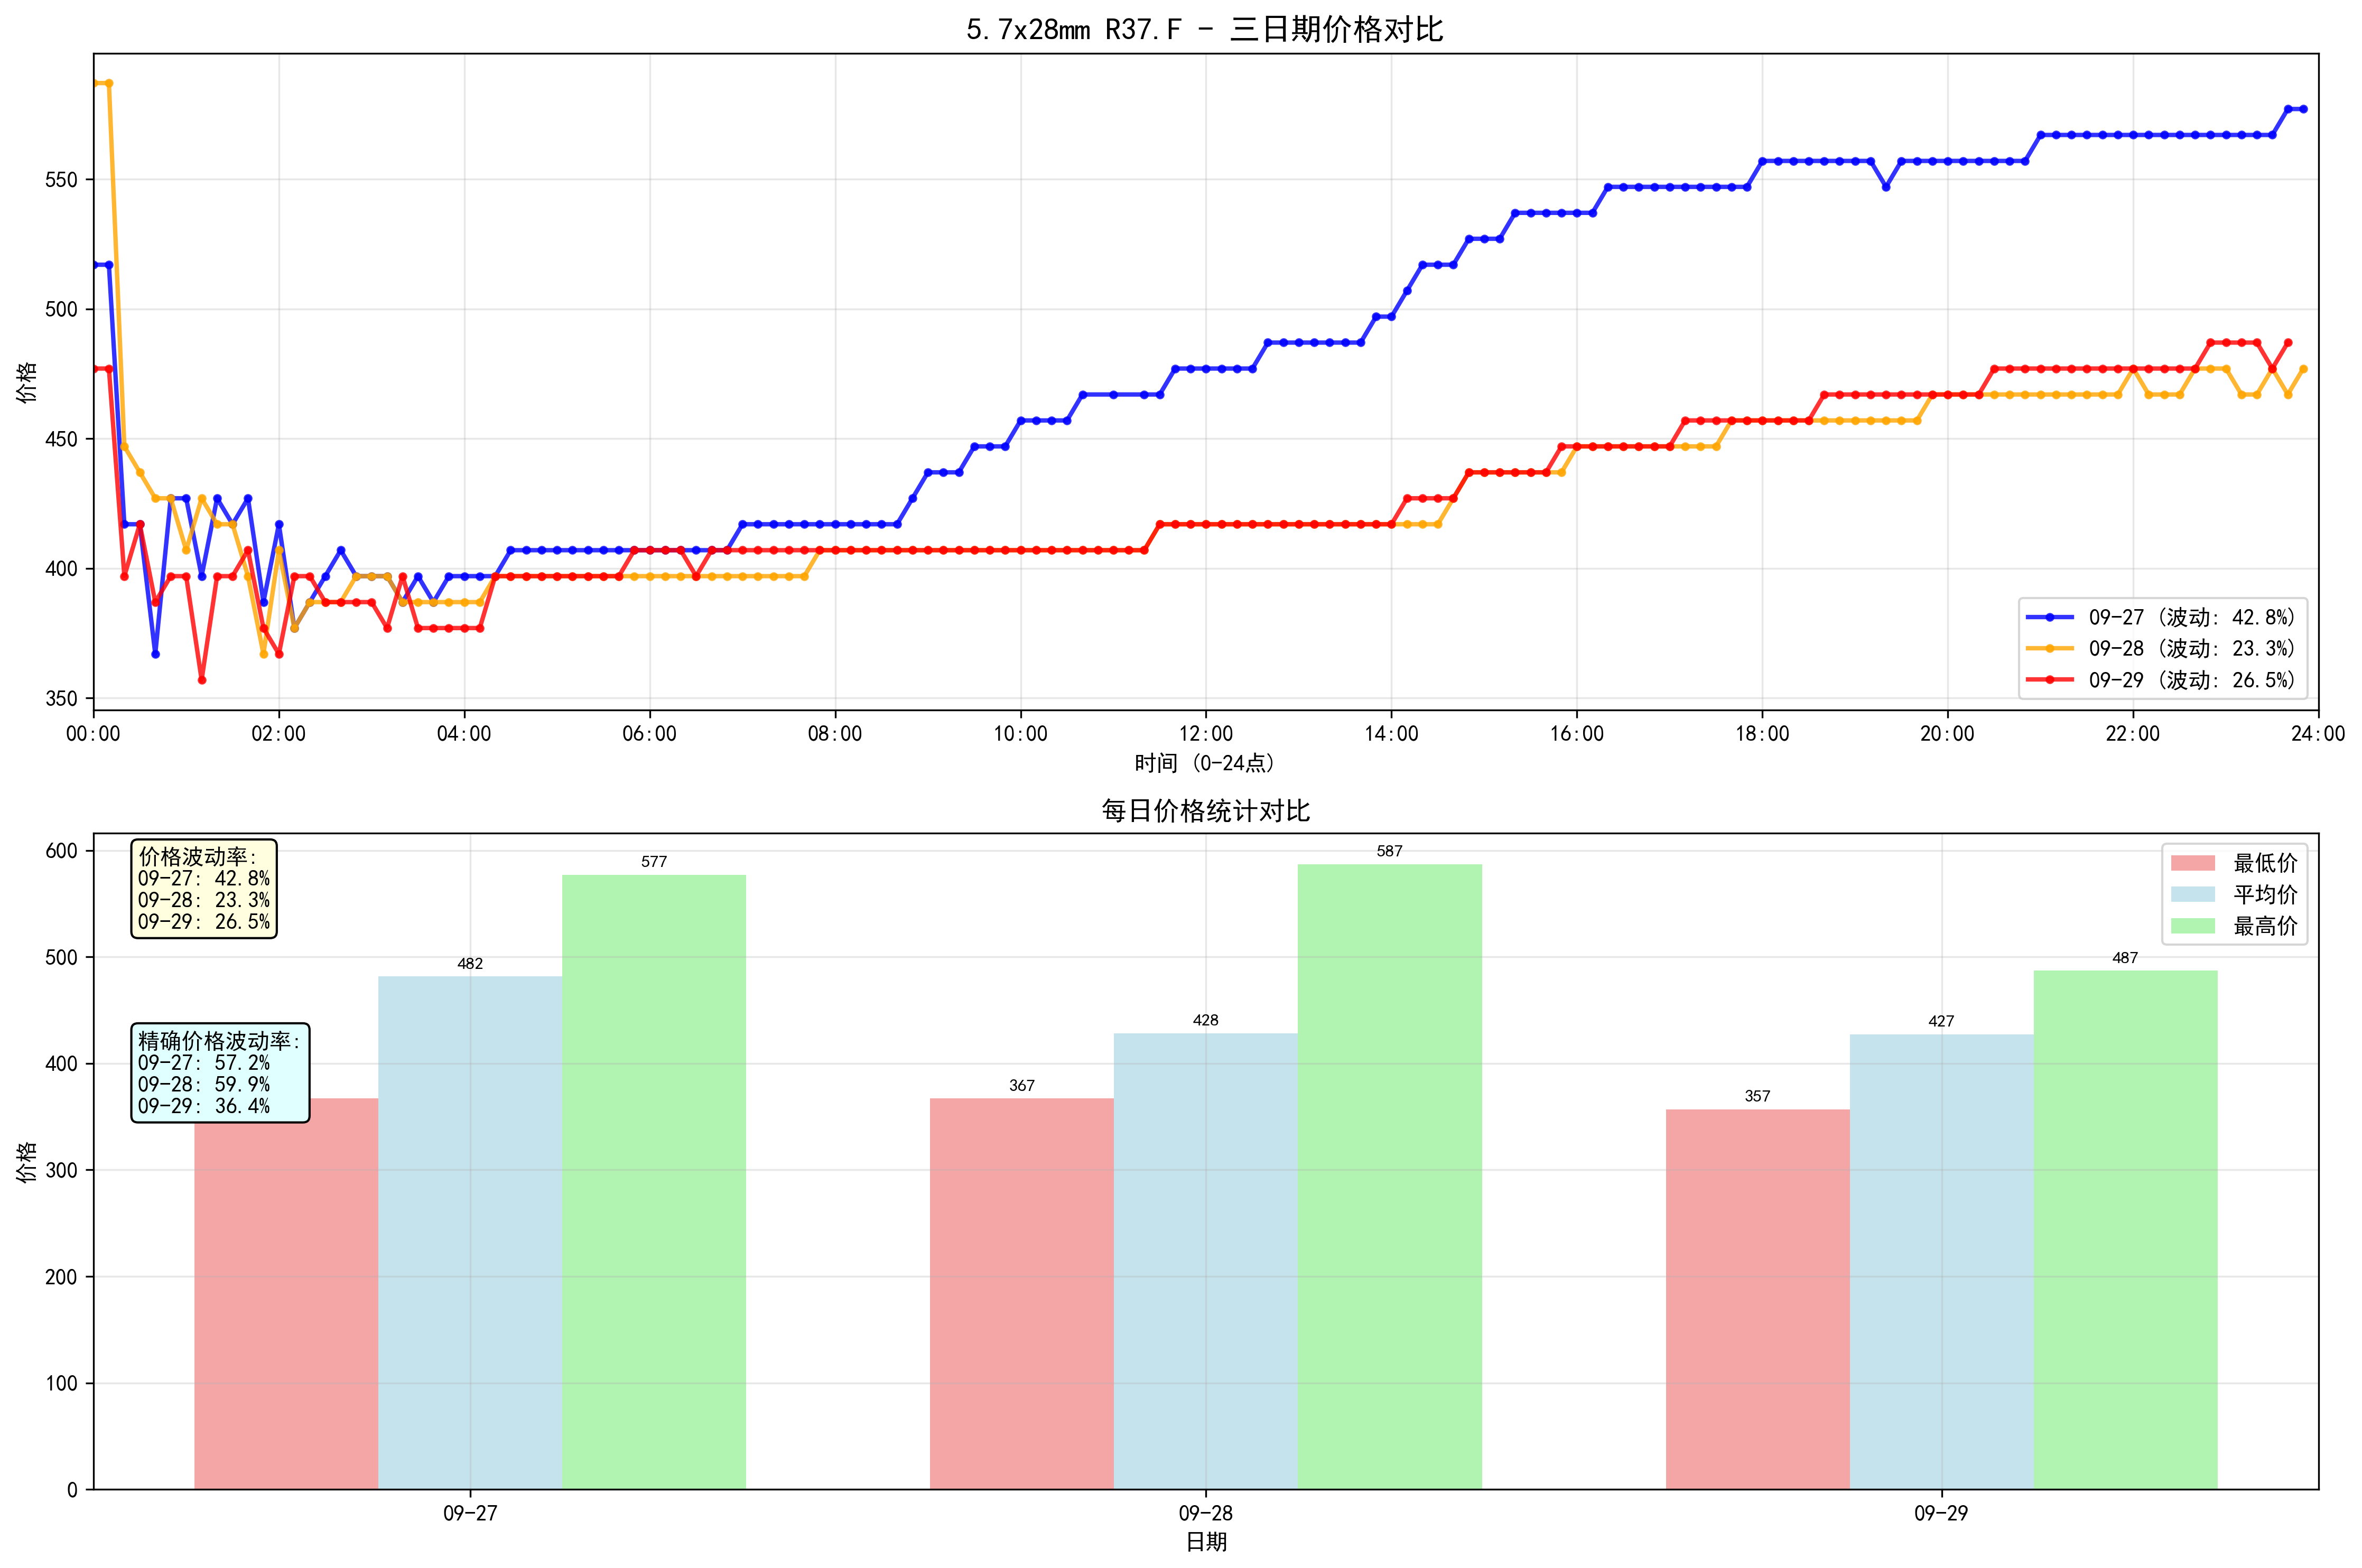 5.7x28mm R37.F - 三日期价格对比
价格
550
500
450
400
350
00:00 02:00 04:00 06:00 08:00 10:00 12:00 14:00 16:00 18:00 20:00 22:00 24:00
时间 (0-24点)
09-27 (波动: 42.8%)
09-28 (波动: 23.3%)
09-29 (波动: 26.5%)
每日价格统计对比
价格
600
500
400
300
200
100
0
价格波动率:
09-27: 42.8%
09-28: 23.3%
09-29: 26.5%
精确价格波动率:
09-27: 57.2%
09-28: 59.9%
09-29: 36.4%
482
577
367
428
587
357
427
487
最低价
平均价
最高价
09-27 09-28 09-29
日期